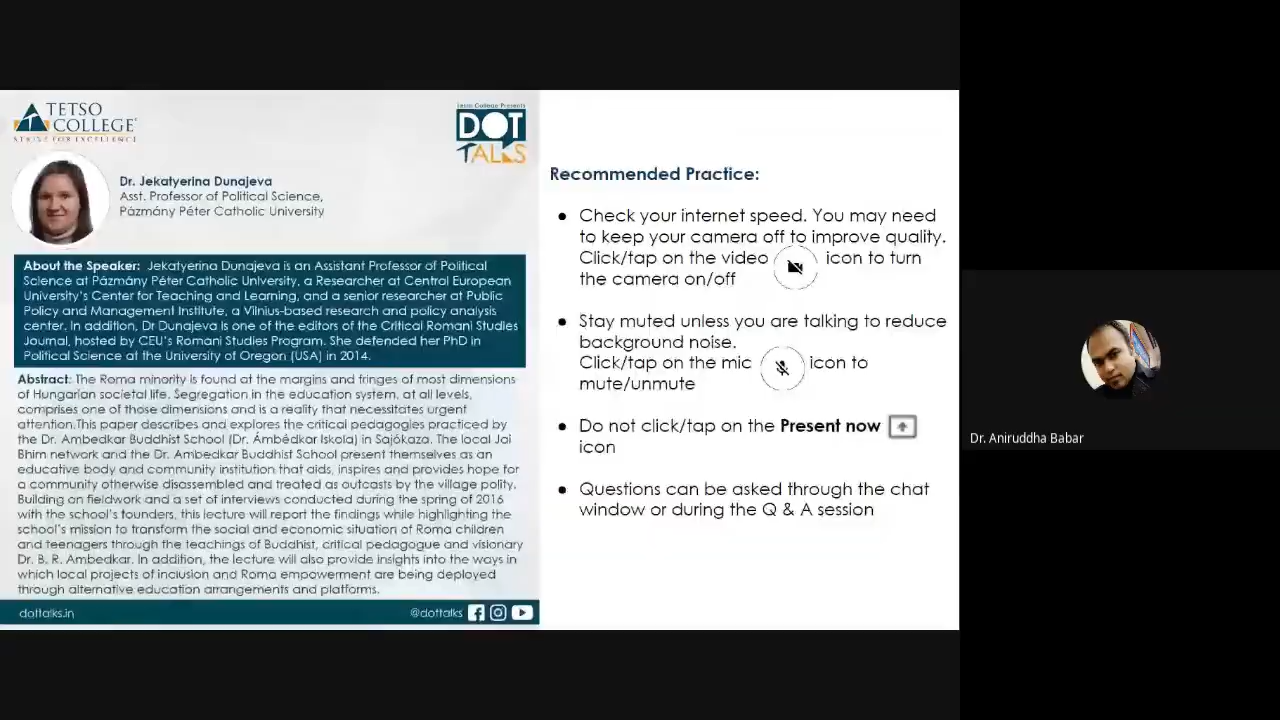 TETSO
COLLEGE
STRIVE FOR EXCELLENCE
Tetso College Presents
DOT
TALKS
Dr. Jekatyerina Dunajeva
Asst. Professor of Political Science,
Pázmány Péter Catholic University
About the Speaker: Jekatyerina Dunajeva is an Assistant Professor of Political
Science at Pázmány Péter Catholic University, a Researcher at Central European
University's Center for Teaching and Learning, and a senior researcher at Public
Policy and Management Institute, a Vilnius-based research and policy analysis
center. In addition, Dr Dunajeva is one of the editors of the Critical Romani Studies
Journal, hosted by CEU's Romani Studies Program. She defended her PhD in
Political Science at the University of Oregon (USA) in 2014.
Abstract: The Roma minority is found at the margins and fringes of most dimensions
of Hungarian societal life. Segregation in the education system, at all levels,
comprises one of those dimensions and is a reality that necessitates urgent
attention.This paper describes and explores the critical pedagogies practiced by
the Dr. Ambedkar Buddhist School (Dr. Ámbédkar Iskola) in Sajókaza. The local Jai
Bhim network and the Dr. Ambedkar Buddhist School present themselves as an
educative body and community institution that aids, inspires and provides hope for
a community otherwise disassembled and treated as outcasts by the village polity.
Building on fieldwork and a set of interviews conducted during the spring of 2016
with the school's founders, this lecture will report the findings while highlighting the
school's mission to transform the social and economic situation of Roma children
and teenagers through the teachings of Buddhist, critical pedagogue and visionary
Dr. B. R. Ambedkar. In addition, the lecture will also provide insights into the ways in
which local projects of inclusion and Roma empowerment are being deployed
through alternative education arrangements and platforms.
dottalks.in
@dottalks
Recommended Practice:
Check your internet speed. You may need
to keep your camera off to improve quality.
Click/tap on the video icon to turn
the camera on/off
Stay muted unless you are talking to reduce
background noise.
Click/tap on the mic icon to
mute/unmute
Do not click/tap on the Present now
icon
Questions can be asked through the chat
window or during the Q & A session
Dr. Aniruddha Babar